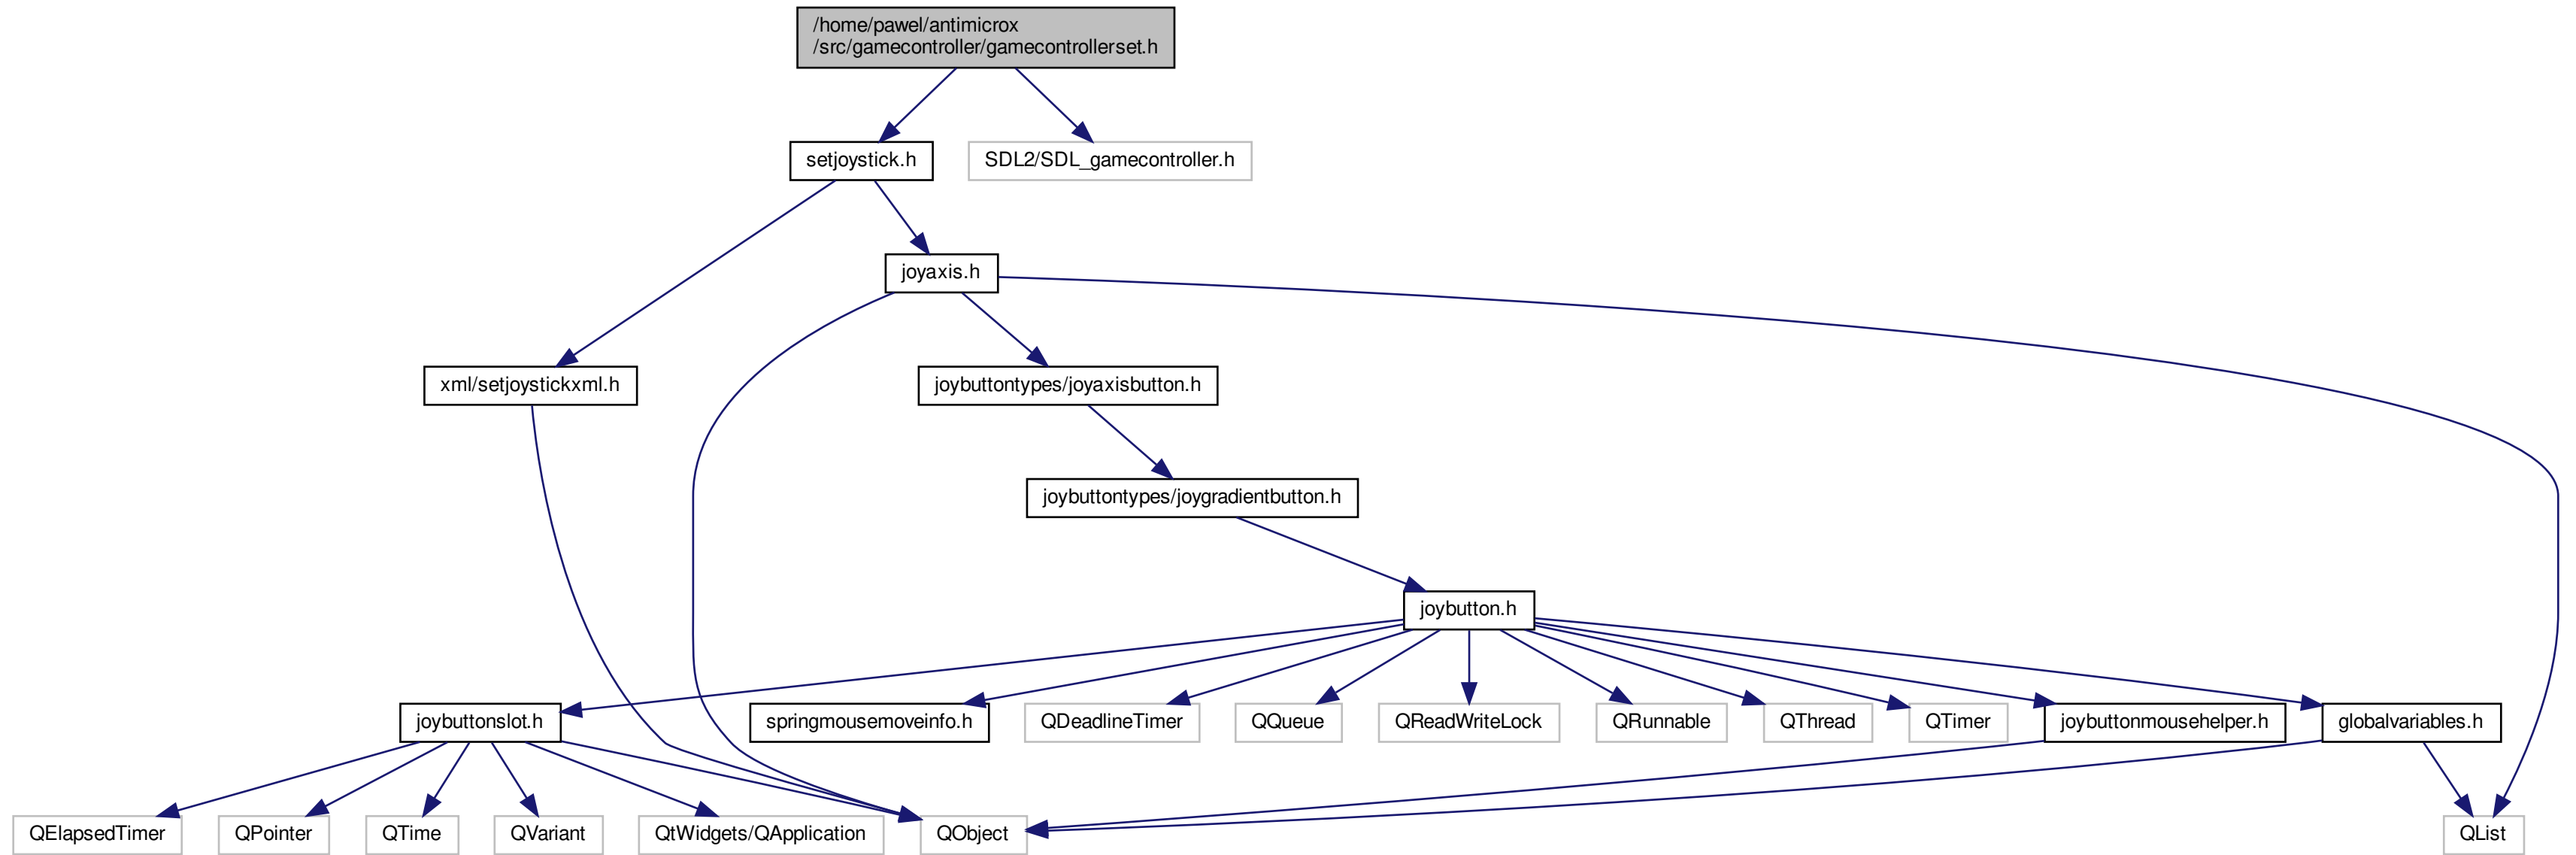 /home/pawel/antimicrox
/src/gamecontroller/gamecontrollerset.h
setjoystick.h
SDL2/SDL_gamecontroller.h
joyaxis.h
xml/setjoystickxml.h
joybuttontypes/joyaxisbutton.h
joybuttontypes/joygradientbutton.h
joybutton.h
joybuttonslot.h
springmousemoveinfo.h
QDeadlineTimer
QQueue
QReadWriteLock
QRunnable
QThread
QTimer
joybuttonmousehelper.h
globalvariables.h
QElapsedTimer
QPointer
QTime
QVariant
QtWidgets/QApplication
QObject
QList